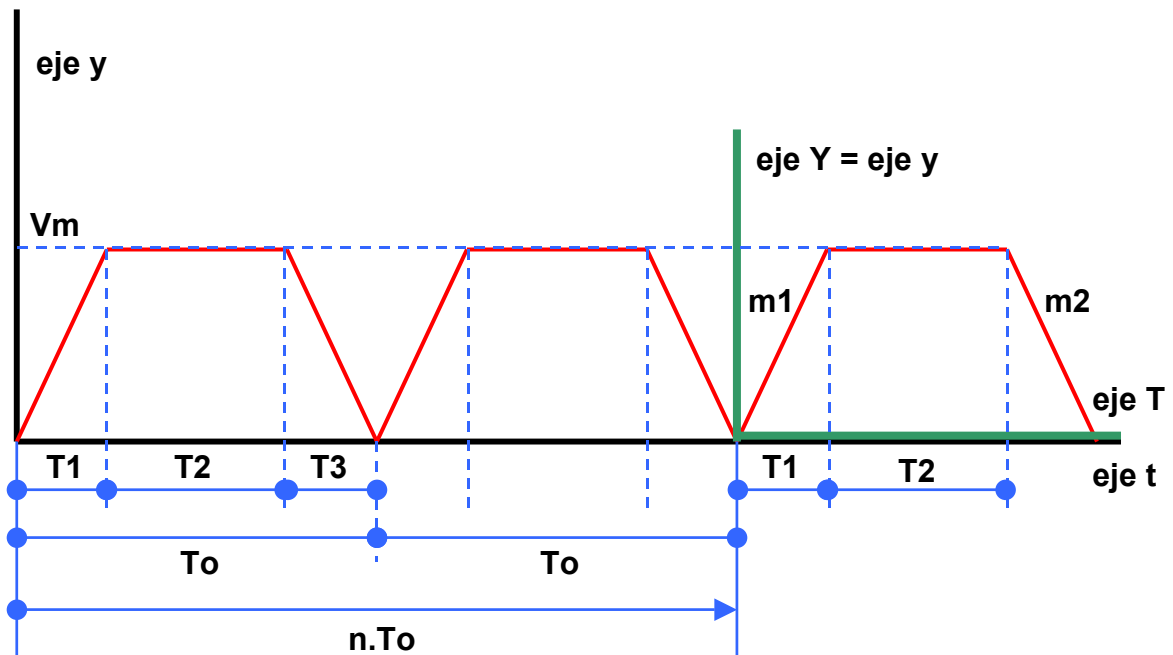 eje y
eje Y = eje y
Vm
m1
m2
eje T
T1
T2
T3
T1
T2
eje t
To
To
n.To